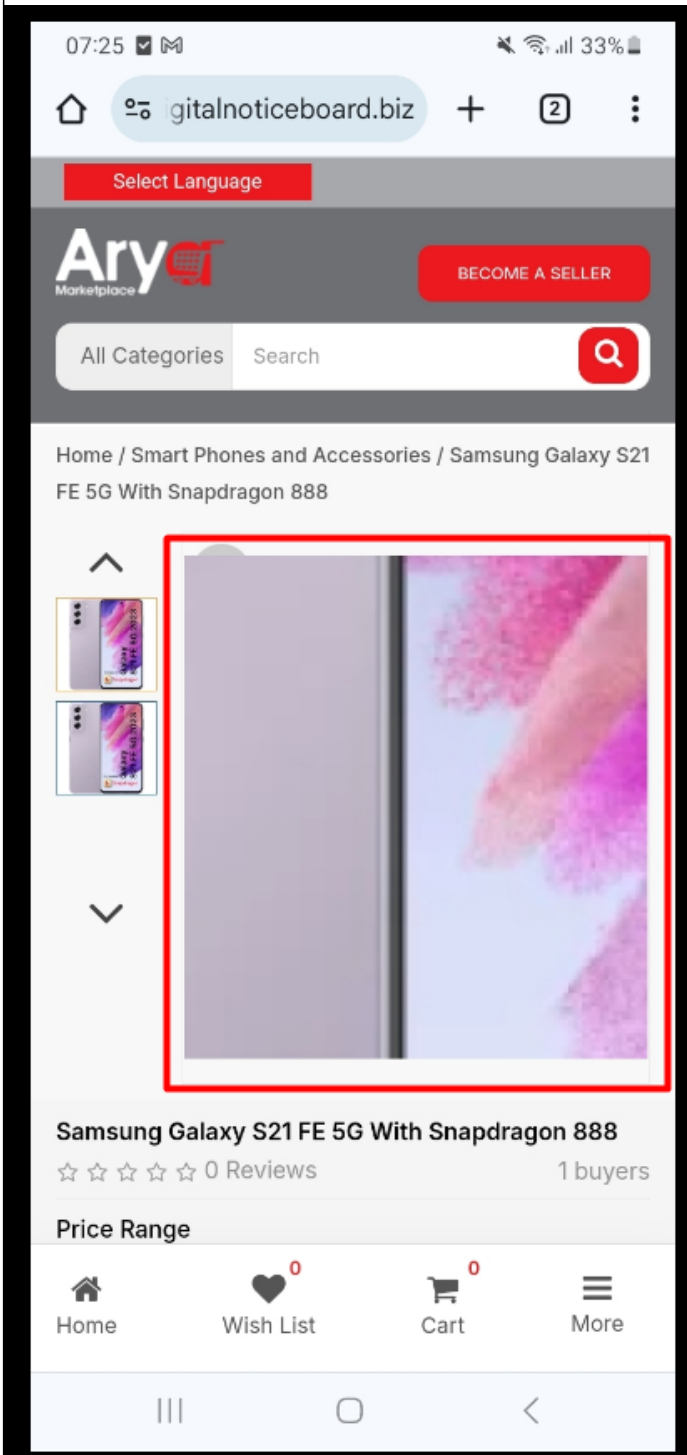 07:25
33%
igitalnoticeboard.biz
2
Select Language
Arya
Marketplace
BECOME A SELLER
All Categories
Search
Home / Smart Phones and Accessories / Samsung Galaxy S21
FE 5G With Snapdragon 888
Samsung Galaxy S21 FE 5G With Snapdragon 888
0 Reviews
1 buyers
Price Range
0
0
Home
Wish List
Cart
More